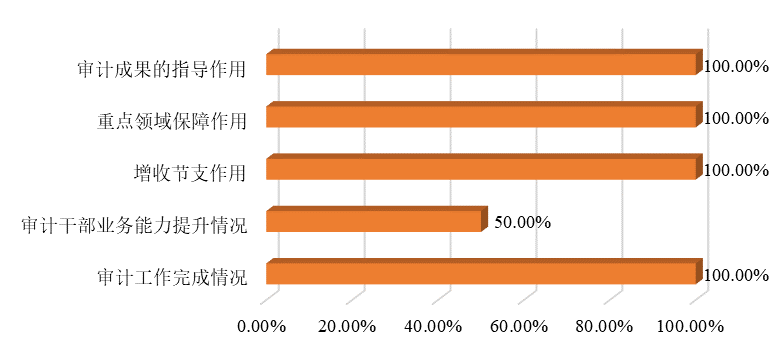 审计成果的指导作用 100.00%
重点领域保障作用 100.00%
增收节支作用 100.00%
审计干部业务能力提升情况 50.00%
审计工作完成情况 100.00%
0.00% 20.00% 40.00% 60.00% 80.00% 100.00%